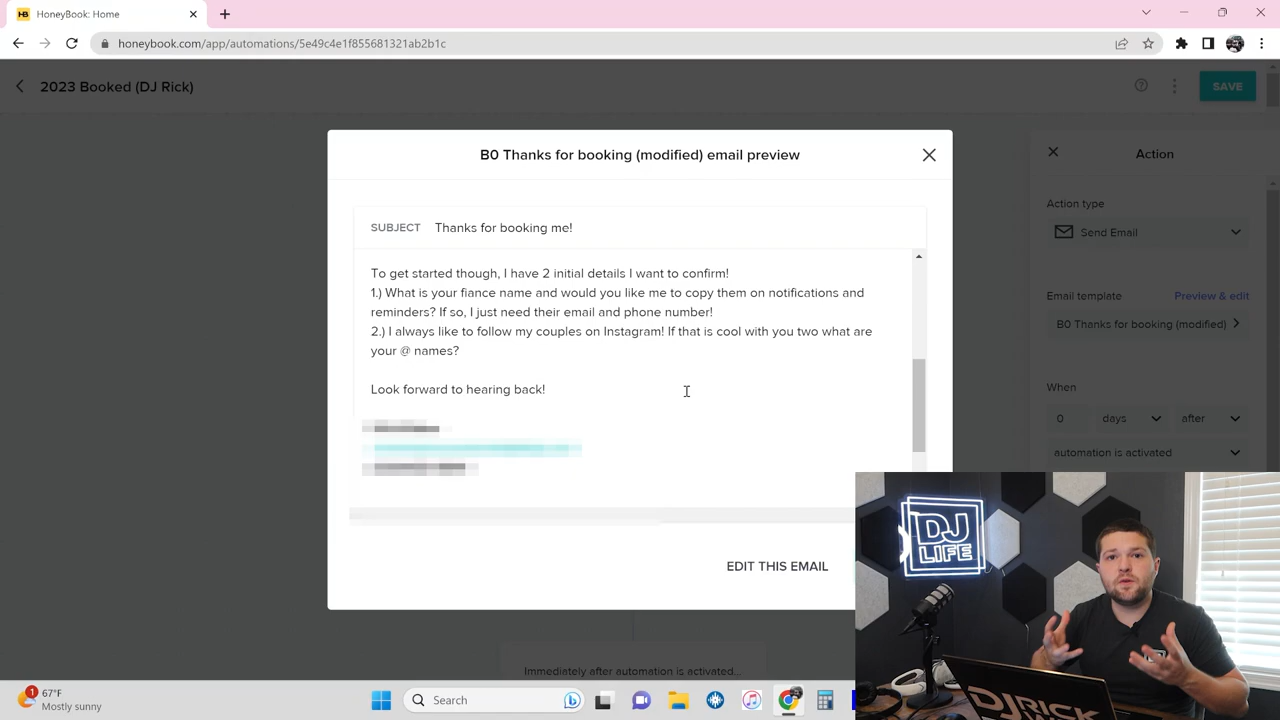 HoneyBook: Home
honeybook.com/app/automations/5e49c4e1f855681321ab2b1c
2023 Booked (DJ Rick)
SAVE
B0 Thanks for booking (modified) email preview
SUBJECT Thanks for booking me!
To get started though, I have 2 initial details I want to confirm!
1.) What is your fiance name and would you like me to copy them on notifications and
reminders? If so, I just need their email and phone number!
2.) I always like to follow my couples on Instagram! If that is cool with you two what are
your @ names?
Look forward to hearing back!
EDIT THIS EMAIL
Action
Action type
Send Email
Email template Preview & edit
B0 Thanks for booking (modified)
When
0 days after
automation is activated
Immediately after automation is activated...
DJ
LIFE
DJ RICK
1
67°F
Mostly sunny
Search